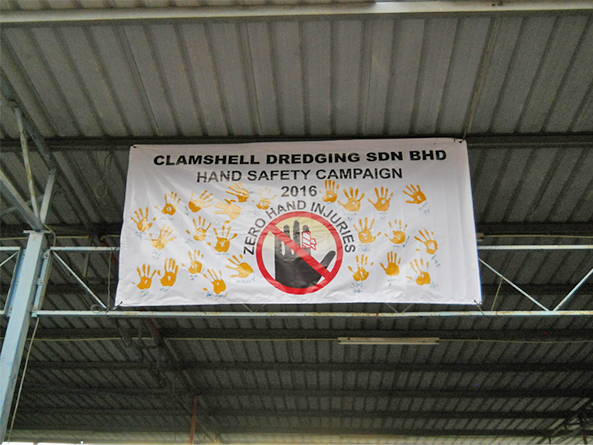 CLAMSHELL DREDGING SDN BHD
HAND SAFETY CAMPAIGN
2016
ZERO HAND INJURIES